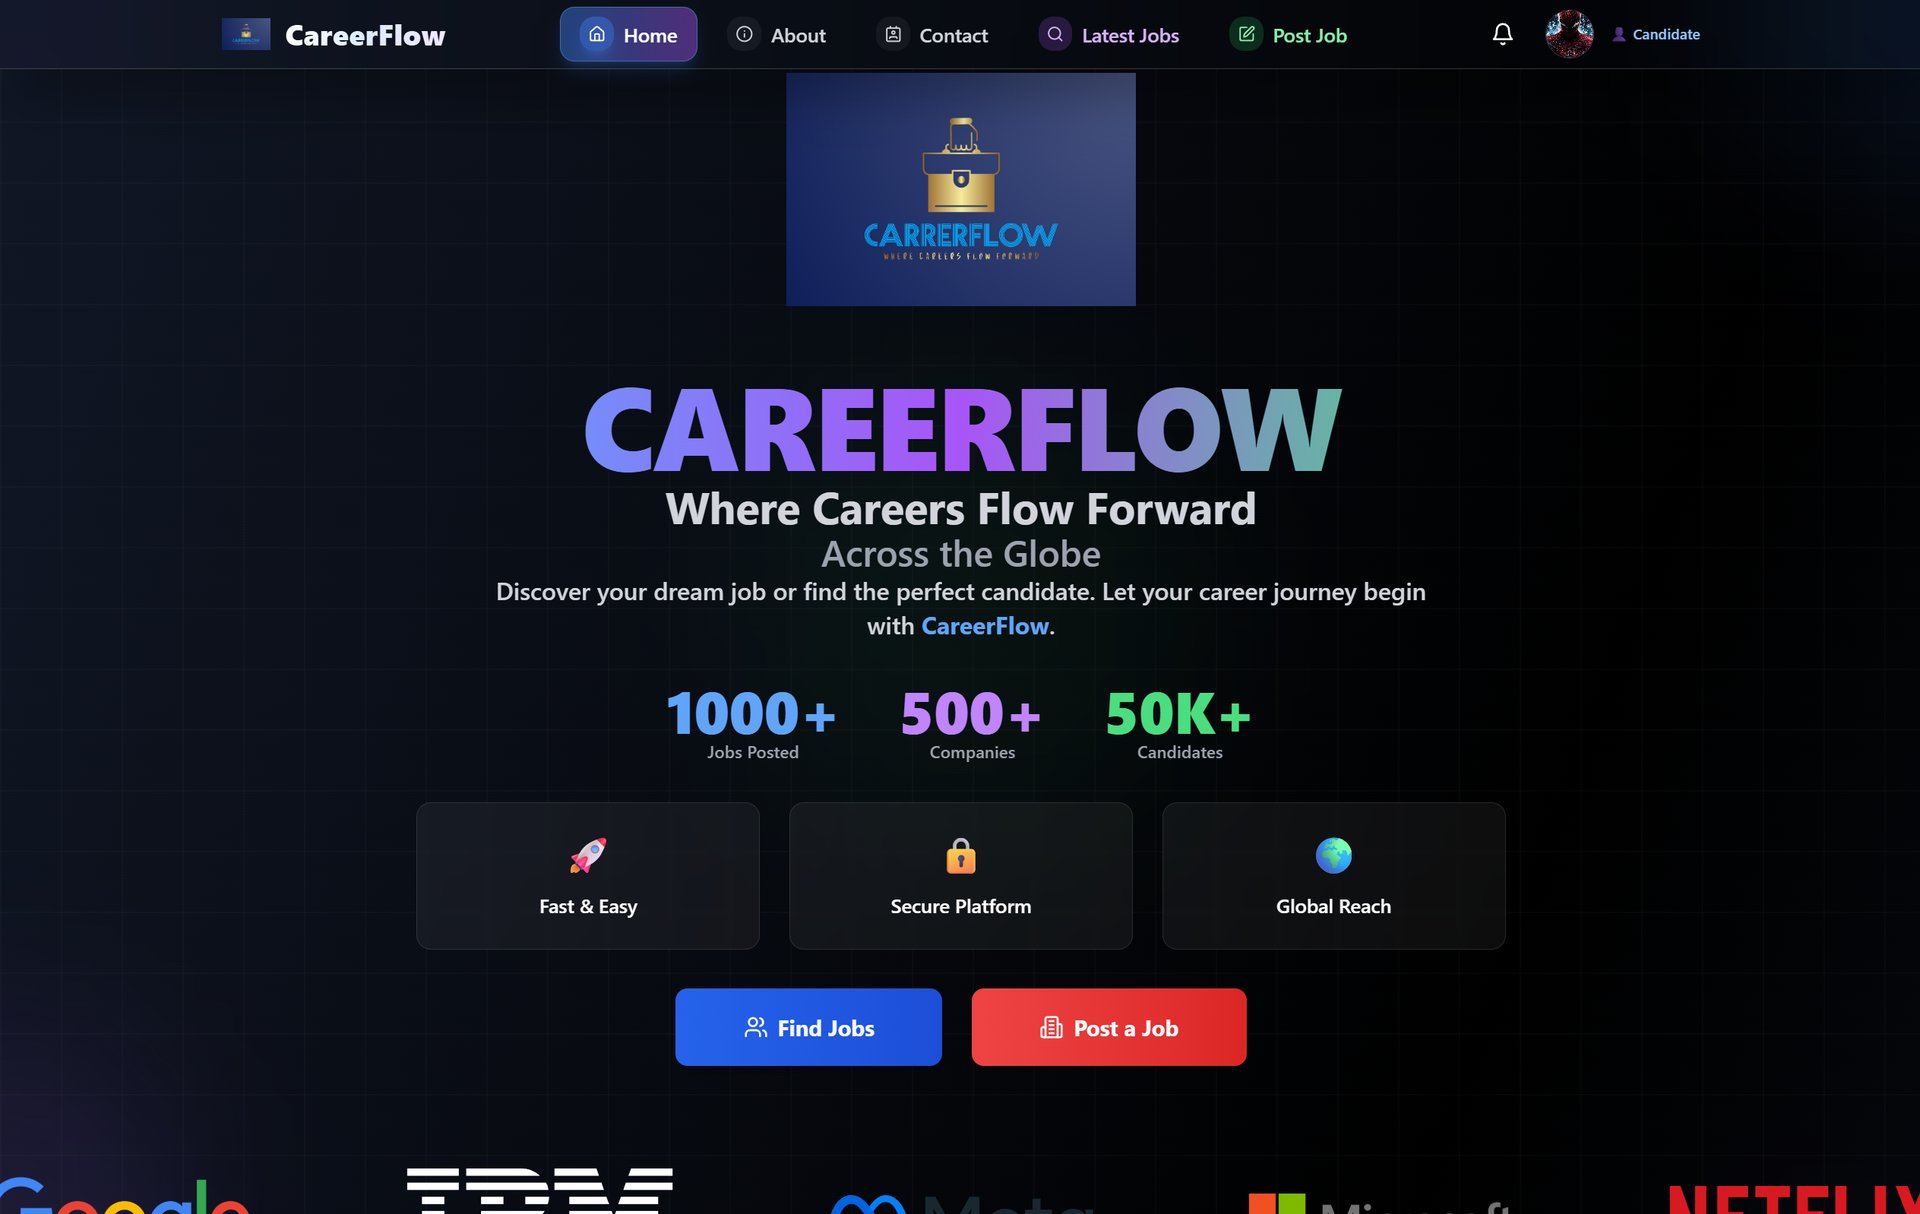 CareerFlow
Home
About
Contact
Latest Jobs
Post Job
Candidate
CARRERFLOW
WHERE CAREERS FLOW FORWARD
CAREERFLOW
Where Careers Flow Forward
Across the Globe
Discover your dream job or find the perfect candidate. Let your career journey begin
with CareerFlow.
1000+
500+
50K+
Jobs Posted
Companies
Candidates
Fast & Easy
Secure Platform
Global Reach
Find Jobs
Post a Job
Google
IBM
Meta
Microsoft
NETFLIX